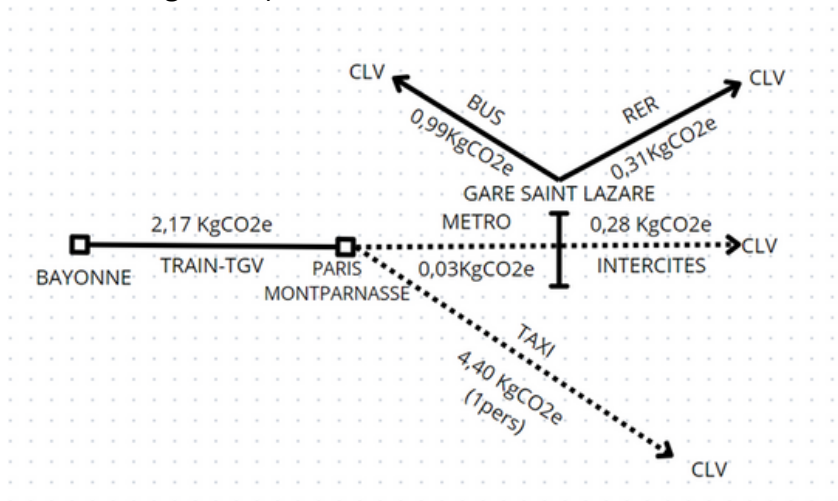 CLV
BUS
0,99KgCO2e
RER
0,31KgCO2e
CLV
GARE SAINT LAZARE
2,17 KgCO2e
TRAIN-TGV
BAYONNE
PARIS
MONTPARNASSE
METRO
0,03KgCO2e
0,28 KgCO2e
INTERCITES
CLV
TAXI
4,40 KgCO2e
(1pers)
CLV